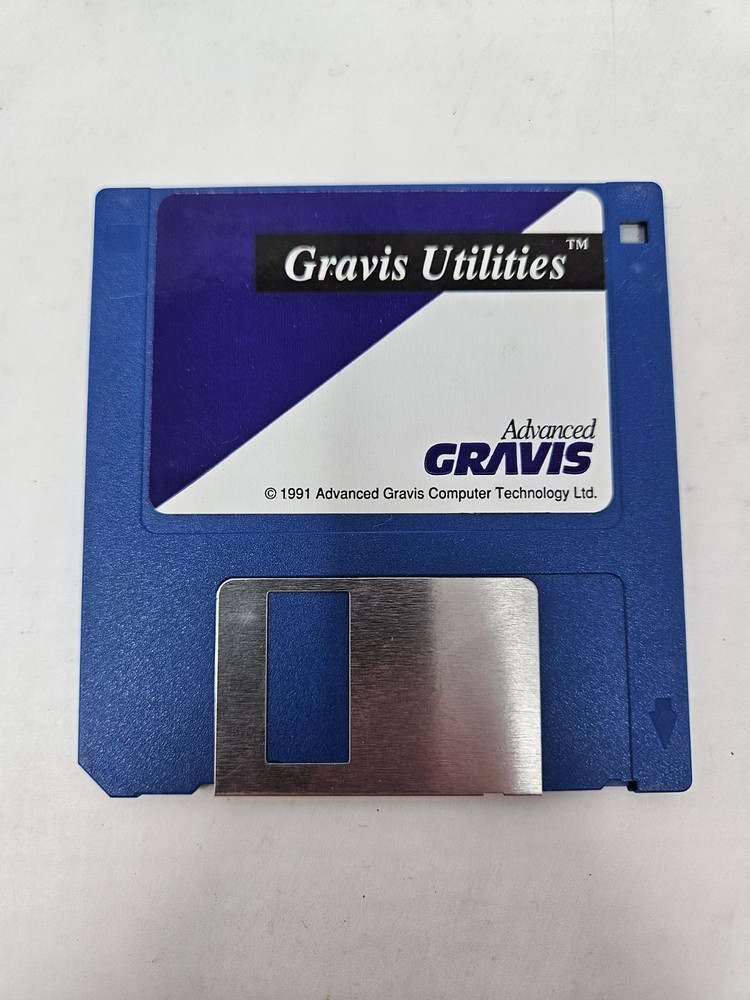 Gravis Utilities™
Advanced
GRAVIS
© 1991 Advanced Gravis Computer Technology Ltd.